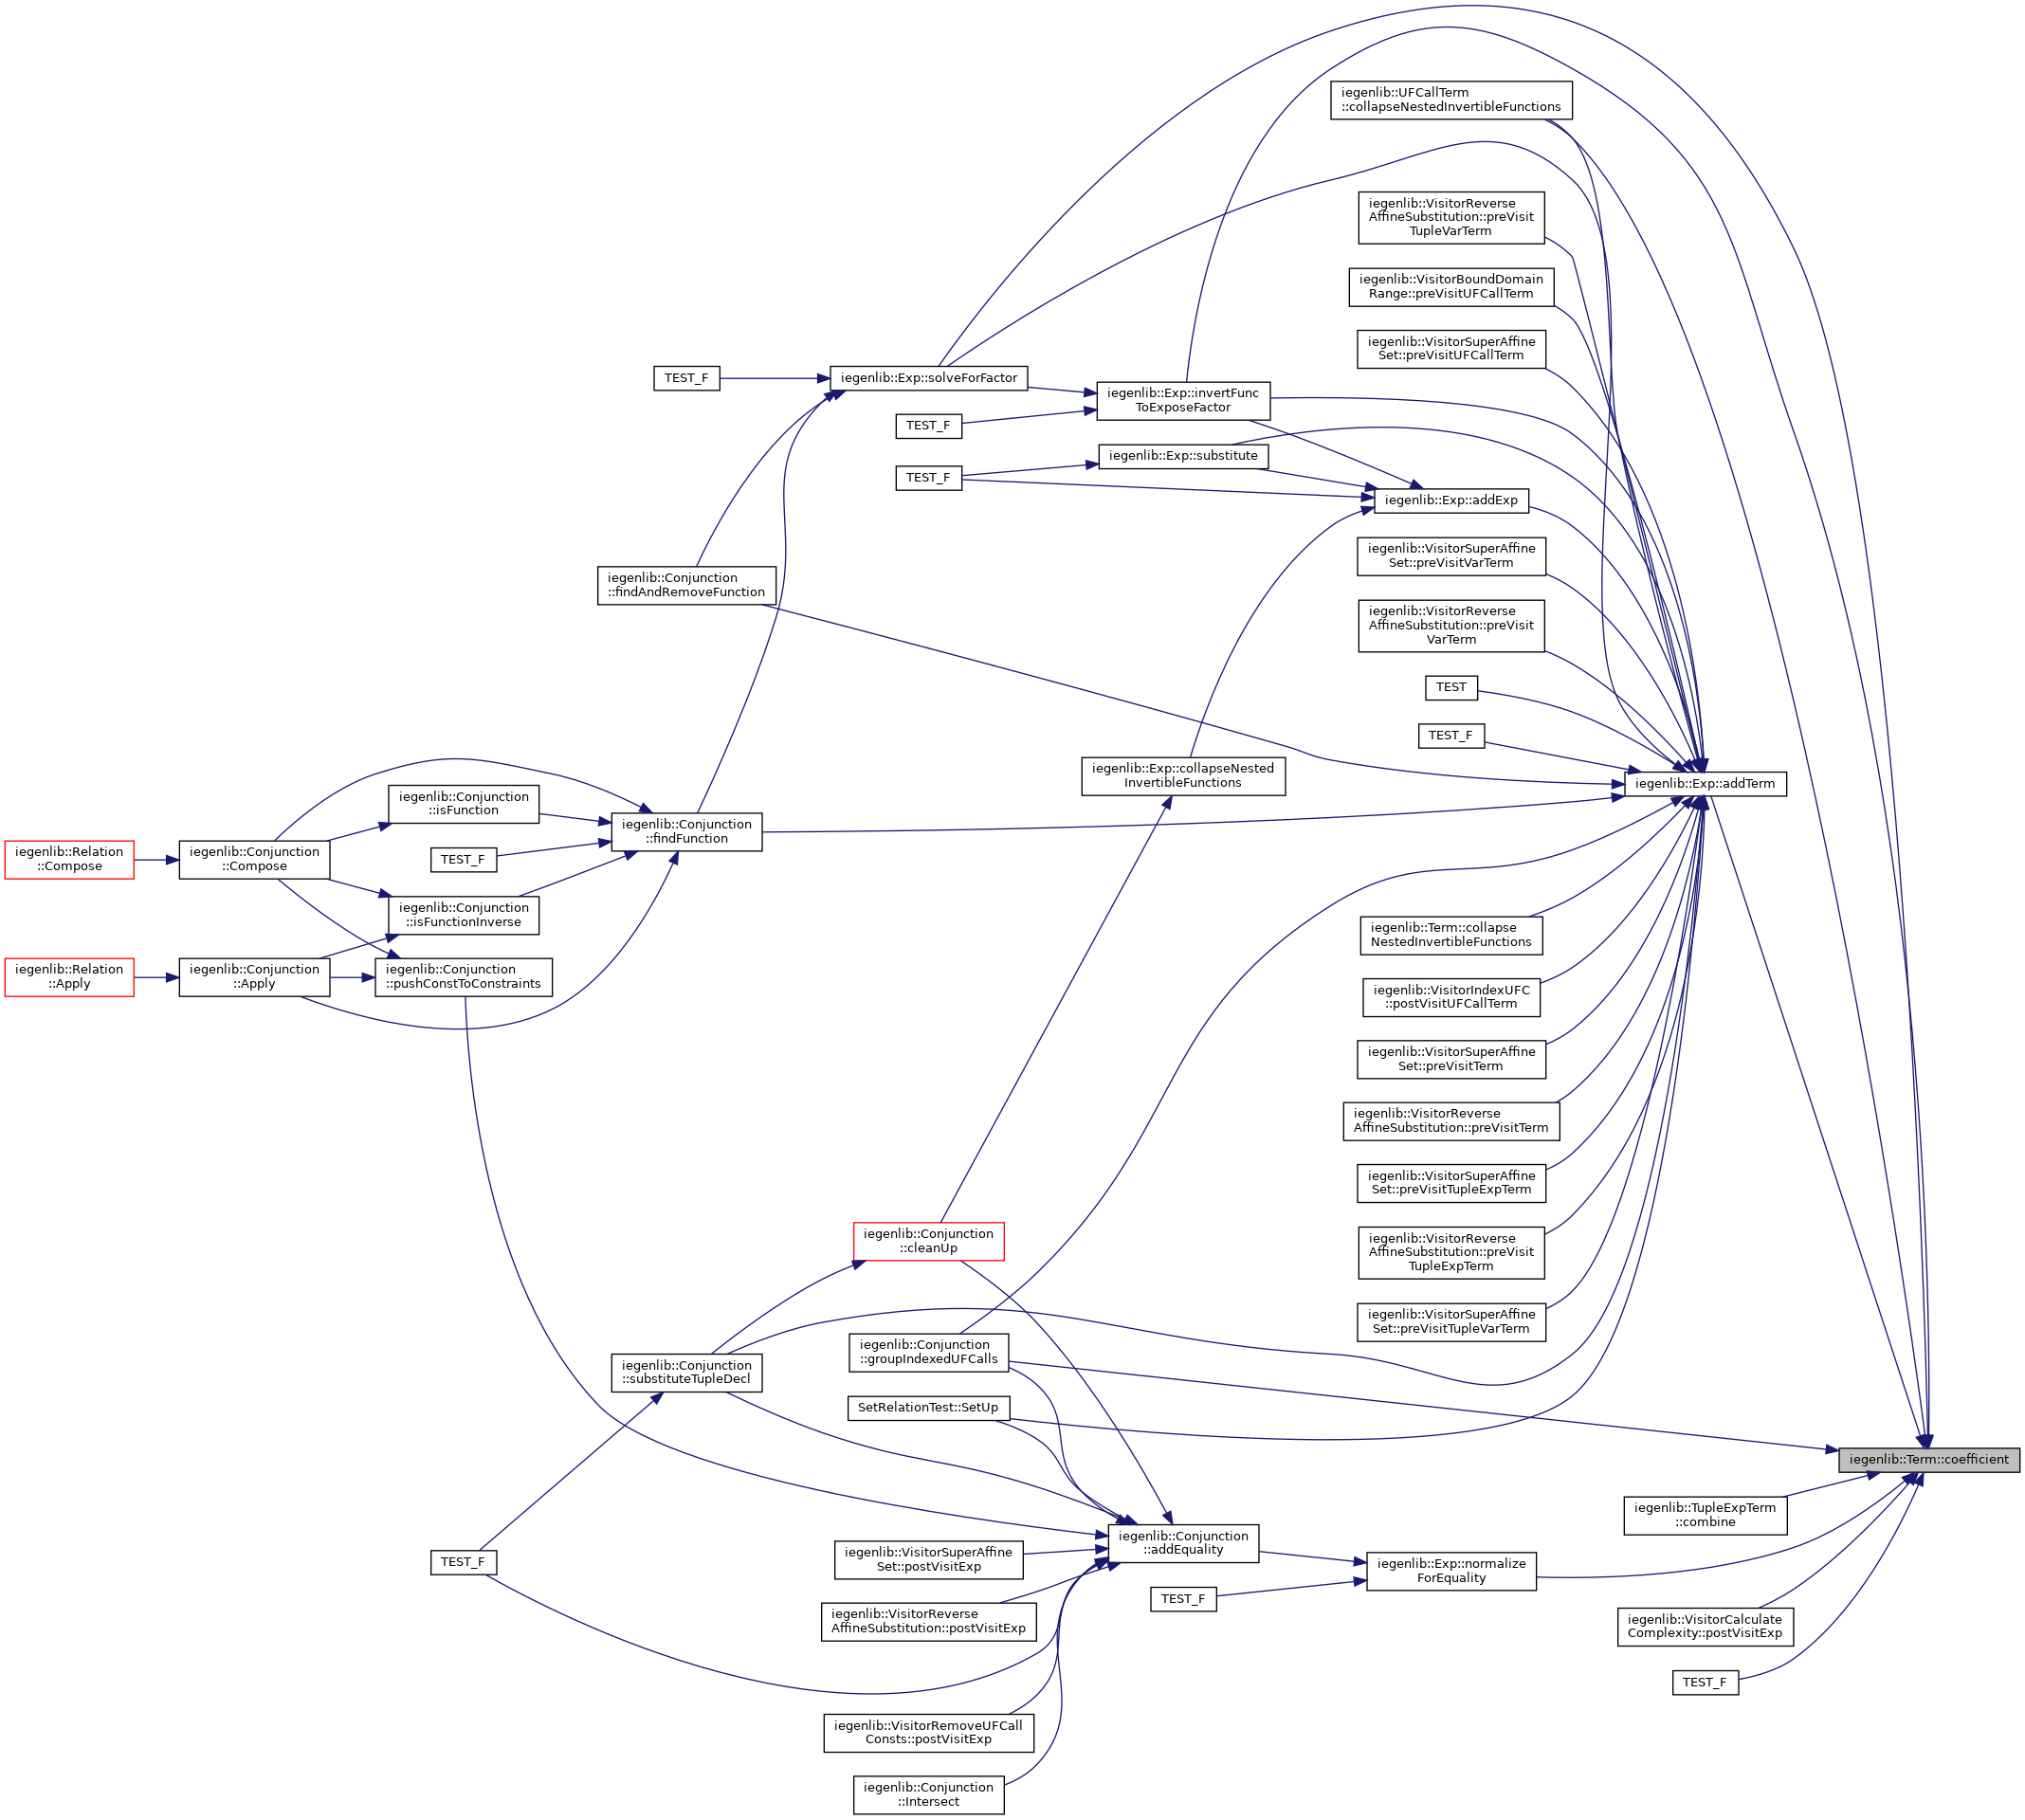 iegenlib::UFCallTerm
::collapseNestedInvertibleFunctions
iegenlib::VisitorReverse
AffineSubstitution::preVisit
TupleVarTerm
iegenlib::VisitorBoundDomain
Range::preVisitUFCallTerm
iegenlib::VisitorSuperAffine
Set::preVisitUFCallTerm
TEST_F
iegenlib::Exp::solveForFactor
iegenlib::Exp::invertFunc
ToExposeFactor
TEST_F
iegenlib::Exp::substitute
TEST_F
iegenlib::Exp::addExp
iegenlib::VisitorSuperAffine
Set::preVisitVarTerm
iegenlib::Conjunction
::findAndRemoveFunction
iegenlib::VisitorReverse
AffineSubstitution::preVisit
VarTerm
TEST
TEST_F
iegenlib::Exp::collapseNested
InvertibleFunctions
iegenlib::Exp::addTerm
iegenlib::Conjunction
::isFunction
iegenlib::Conjunction
::findFunction
iegenlib::Relation
::Compose
iegenlib::Conjunction
::Compose
TEST_F
iegenlib::Conjunction
::isFunctionInverse
iegenlib::Term::collapse
NestedInvertibleFunctions
iegenlib::Relation
::Apply
iegenlib::Conjunction
::Apply
iegenlib::Conjunction
::pushConstToConstraints
iegenlib::VisitorIndexUFC
::postVisitUFCallTerm
iegenlib::VisitorSuperAffine
Set::preVisitTerm
iegenlib::VisitorReverse
AffineSubstitution::preVisitTerm
iegenlib::VisitorSuperAffine
Set::preVisitTupleExpTerm
iegenlib::Conjunction
::cleanUp
iegenlib::VisitorReverse
AffineSubstitution::preVisit
TupleExpTerm
iegenlib::VisitorSuperAffine
Set::preVisitTupleVarTerm
iegenlib::Conjunction
::groupIndexedUFCalls
iegenlib::Conjunction
::substituteTupleDecl
SetRelationTest::SetUp
iegenlib::Term::coefficient
iegenlib::TupleExpTerm
::combine
iegenlib::Conjunction
::addEquality
TEST_F
iegenlib::VisitorSuperAffine
Set::postVisitExp
iegenlib::Exp::normalize
ForEquality
TEST_F
iegenlib::VisitorReverse
AffineSubstitution::postVisitExp
iegenlib::VisitorCalculate
Complexity::postVisitExp
TEST_F
iegenlib::VisitorRemoveUFCall
Consts::postVisitExp
iegenlib::Conjunction
::Intersect